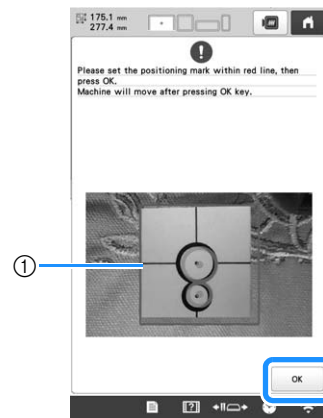 175.1 mm
277.4 mm
Please set the positioning mark within red line, then
press OK.
Machine will move after pressing OK key.
①
OK